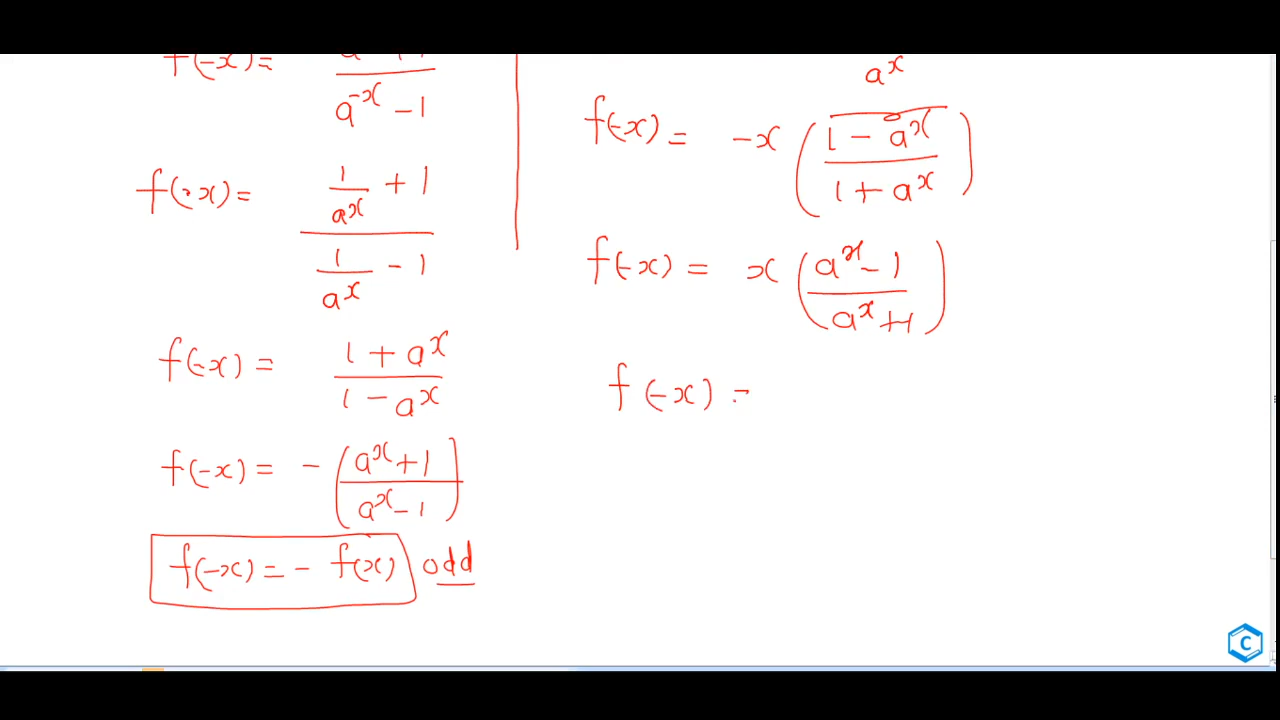 f(-x) =
a^-x - 1
f(-x) = (1/a^x + 1)/(1/a^x - 1)
f(-x) = (1 + a^x)/(1 - a^x)
f(-x) = - ((a^x + 1)/(a^x - 1))
f(-x) = - f(x) odd
a^x
f(-x) = -x ((1 - a^x)/(1 + a^x))
f(-x) = x ((a^x - 1)/(a^x + 1))
f(-x) =
C